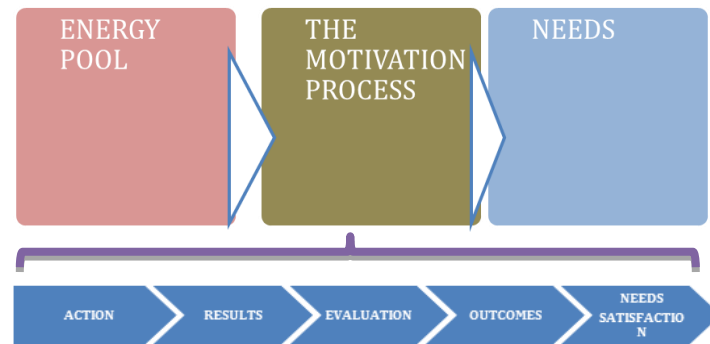 ENERGY
POOL
THE
MOTIVATION
PROCESS
NEEDS
ACTION
RESULTS
EVALUATION
OUTCOMES
NEEDS
SATISFACTIO
N